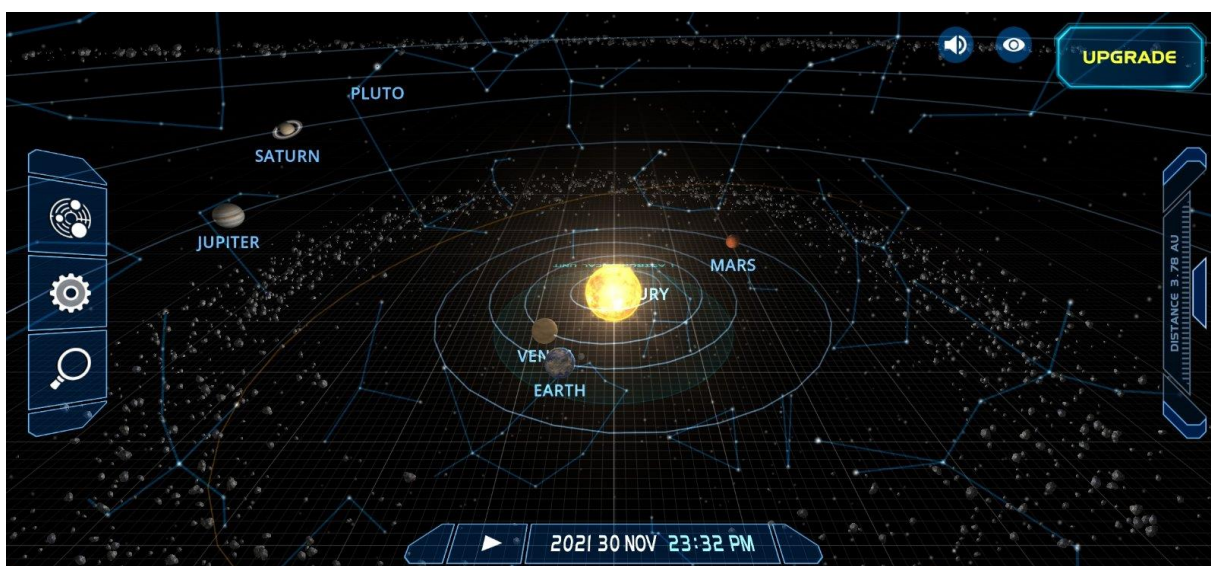 UPGRADE
PLUTO
SATURN
JUPITER
MARS
URY
VEN
EARTH
DISTANCE 3.78 AU
2021 30 NOV 23:32 PM